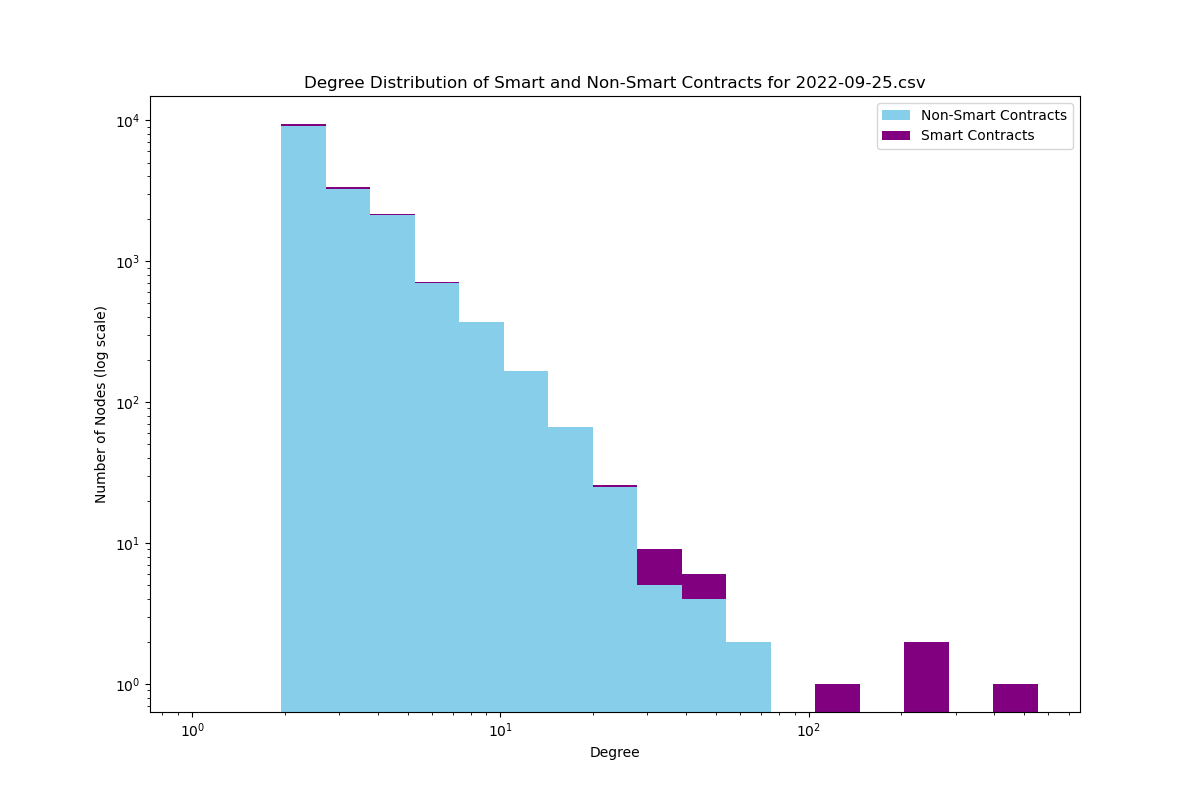 Degree Distribution of Smart and Non-Smart Contracts for 2022-09-25.csv
Non-Smart Contracts
Smart Contracts
Number of Nodes (log scale)
10⁴
10³
10²
10¹
10⁰
10⁰ 10¹ 10²
Degree